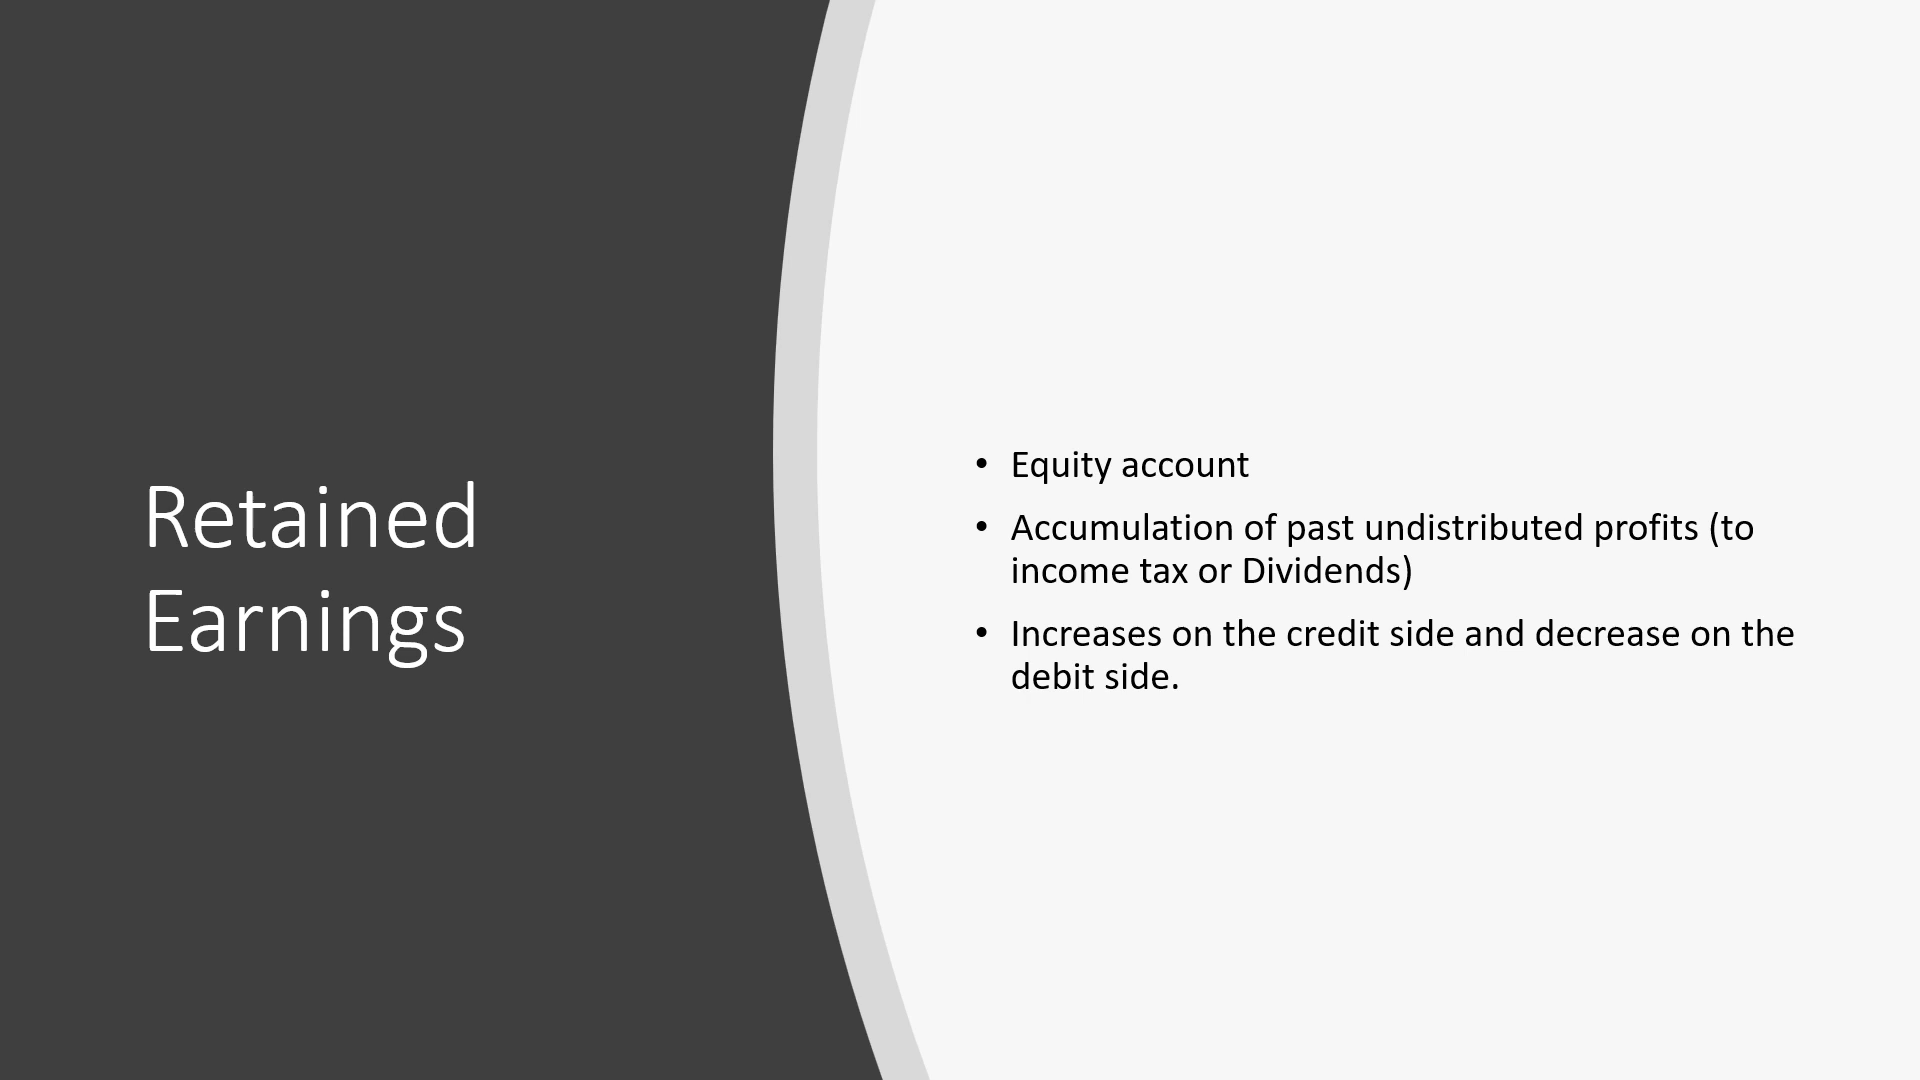 Retained
Earnings
• Equity account
• Accumulation of past undistributed profits (to
income tax or Dividends)
• Increases on the credit side and decrease on the
debit side.